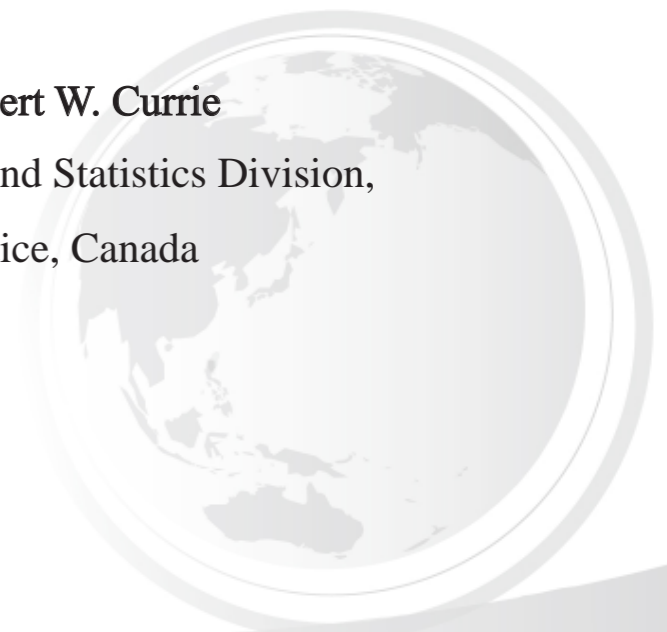 ert W. Currie
nd Statistics Division,
ice, Canada